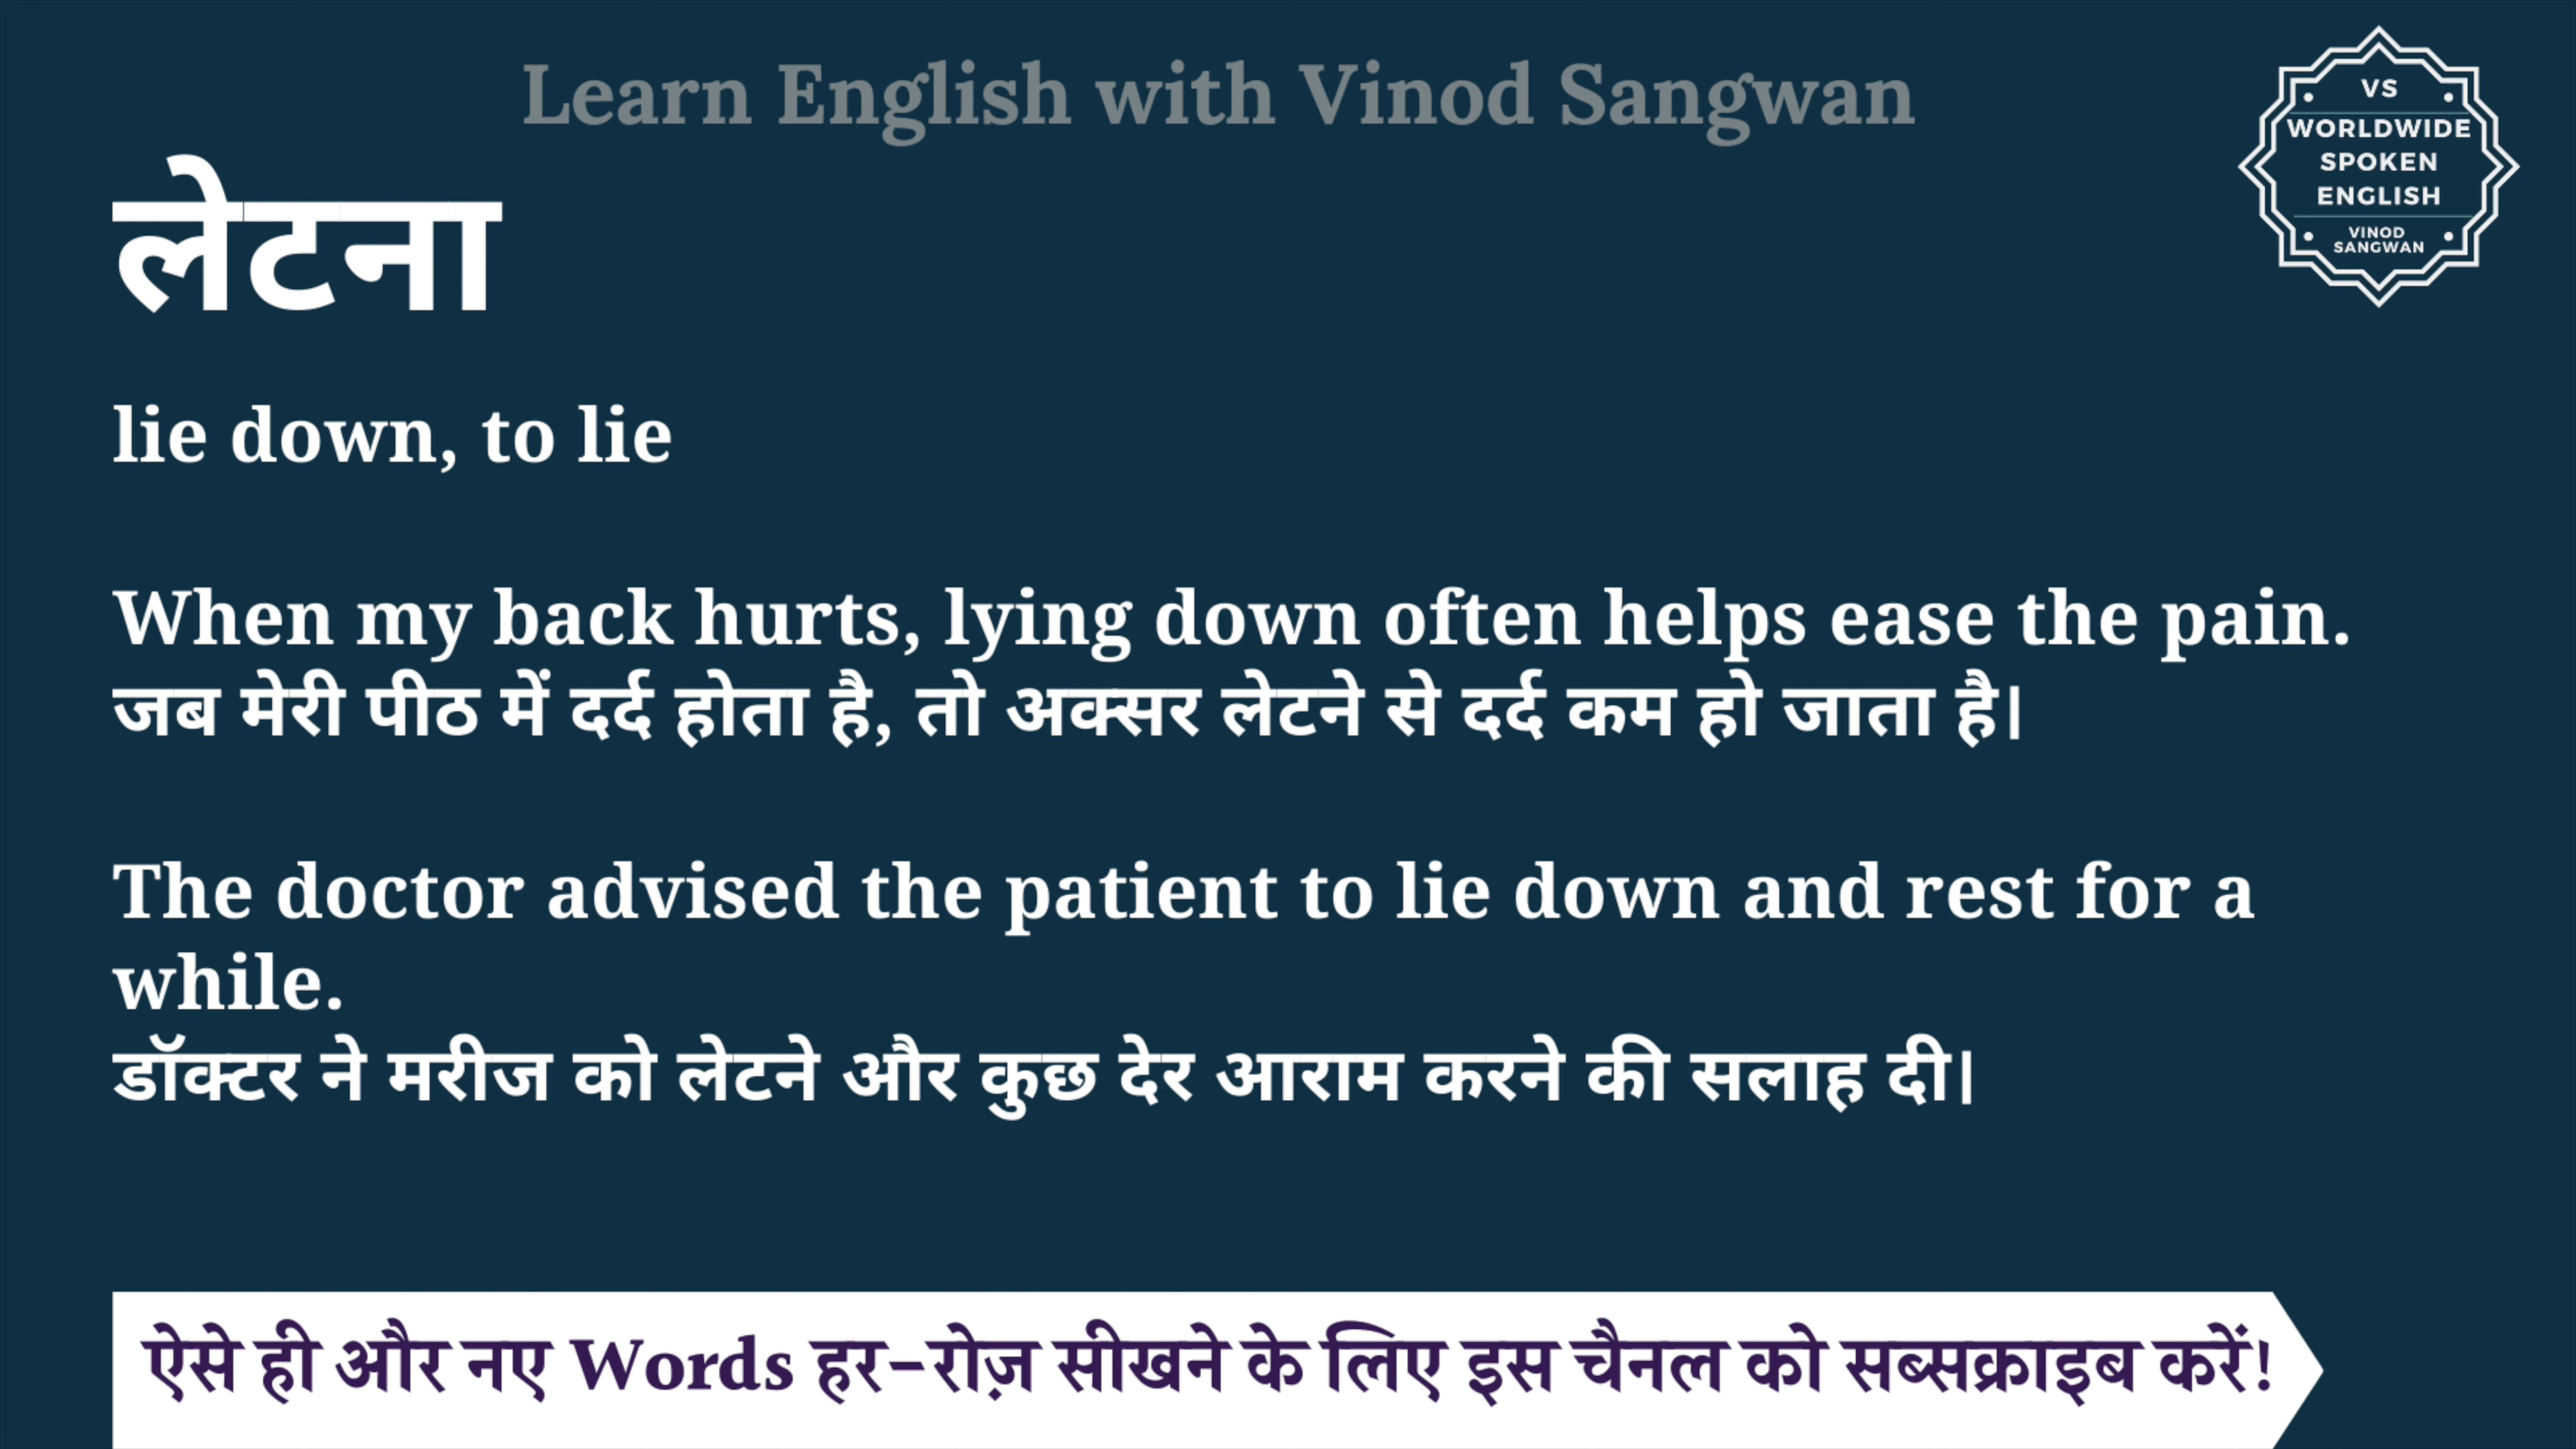 Learn English with Vinod Sangwan
VS
WORLDWIDE
SPOKEN
ENGLISH
VINOD
SANGWAN
लेटना
lie down, to lie
When my back hurts, lying down often helps ease the pain.
जब मेरी पीठ में दर्द होता है, तो अक्सर लेटने से दर्द कम हो जाता है।
The doctor advised the patient to lie down and rest for a
while.
डॉक्टर ने मरीज को लेटने और कुछ देर आराम करने की सलाह दी।
ऐसे ही और नए Words हर-रोज़ सीखने के लिए इस चैनल को सब्सक्राइब करें!